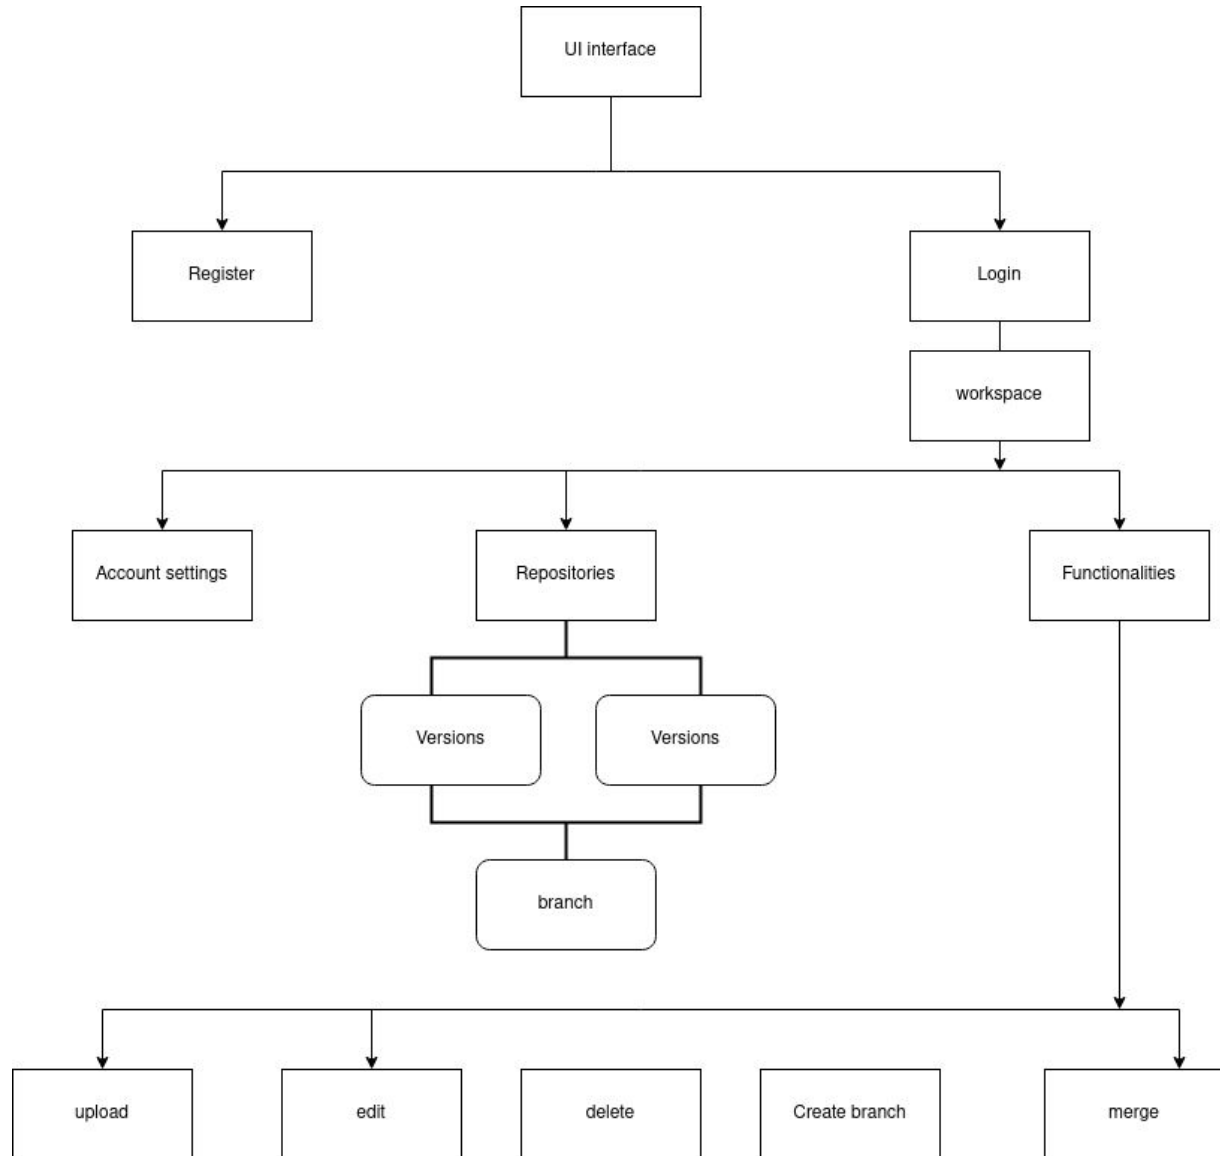 UI interface
Register
Login
workspace
Account settings
Repositories
Functionalities
Versions
Versions
branch
upload
edit
delete
Create branch
merge